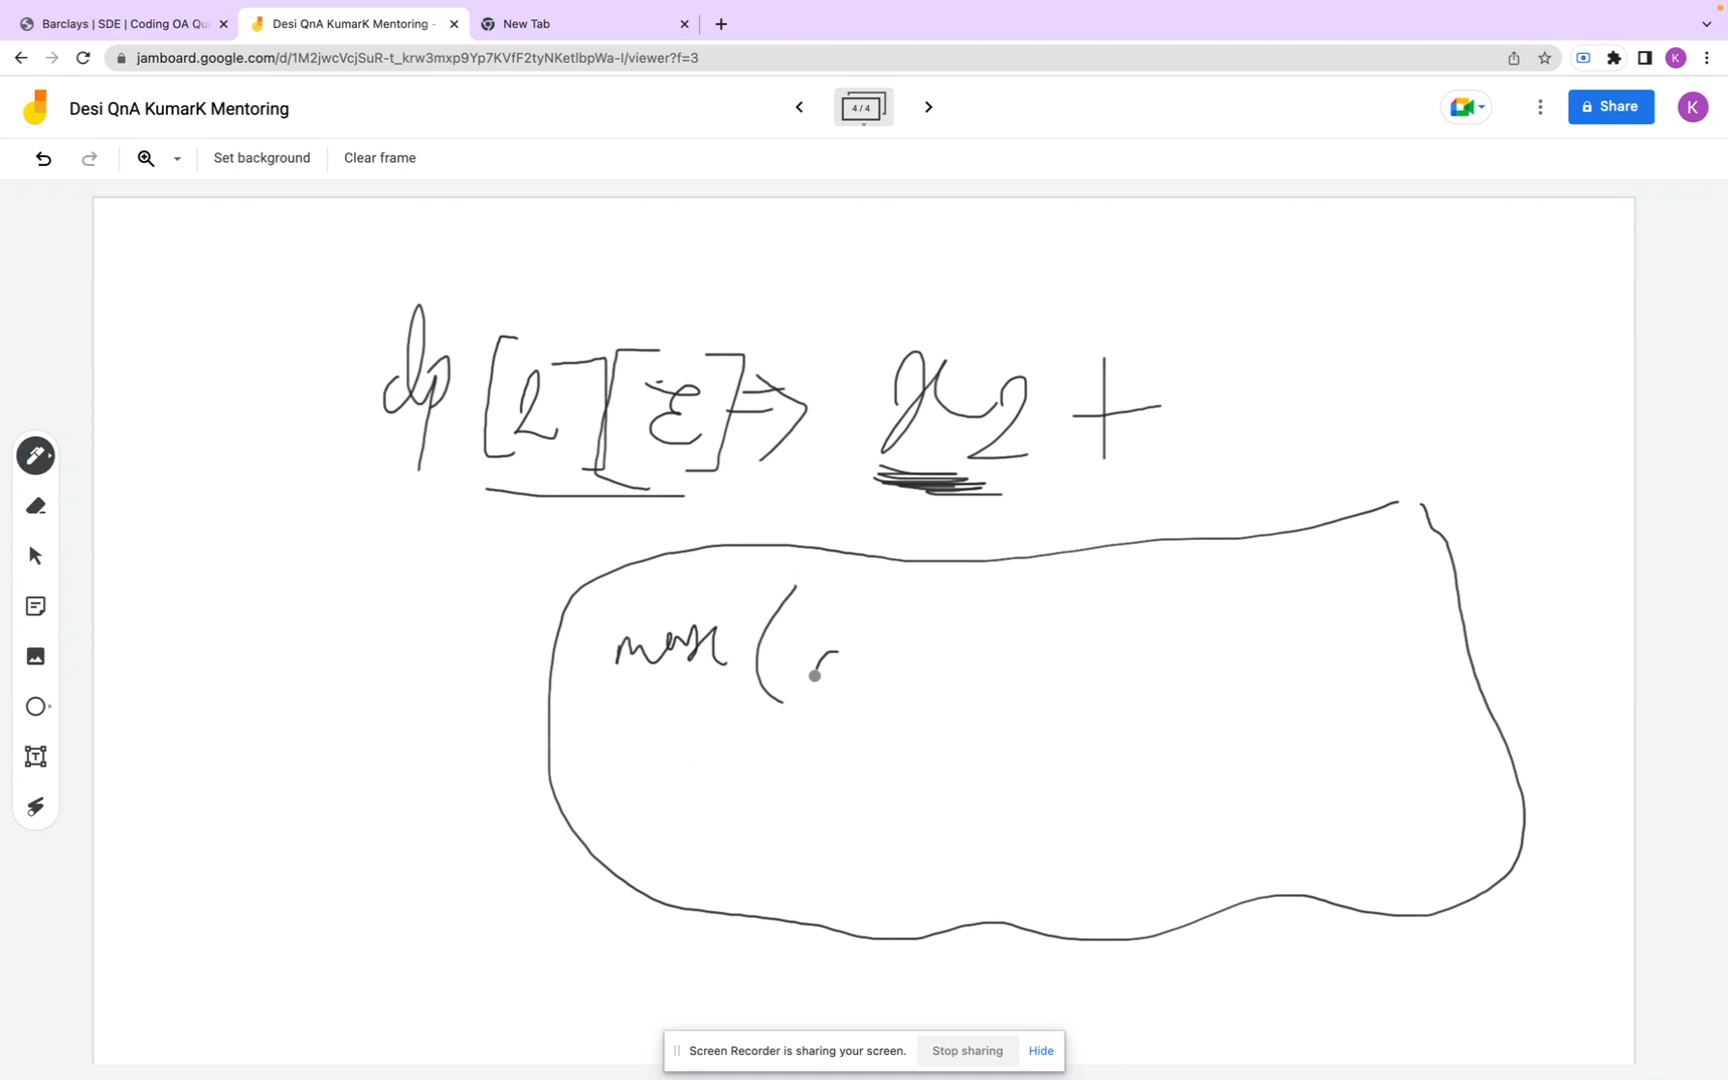 Barclays | SDE | Coding OA Qu
Desi QnA KumarK Mentoring -
New Tab
jamboard.google.com/d/1M2jwcVcjSuR-t_krw3mxp9Yp7KVfF2tyNKetlbpWa-I/viewer?f=3
K
Desi QnA KumarK Mentoring
4 / 4
Share
K
Set background
Clear frame
dp [2] [i] => x2 +
max (
Screen Recorder is sharing your screen.
Stop sharing
Hide